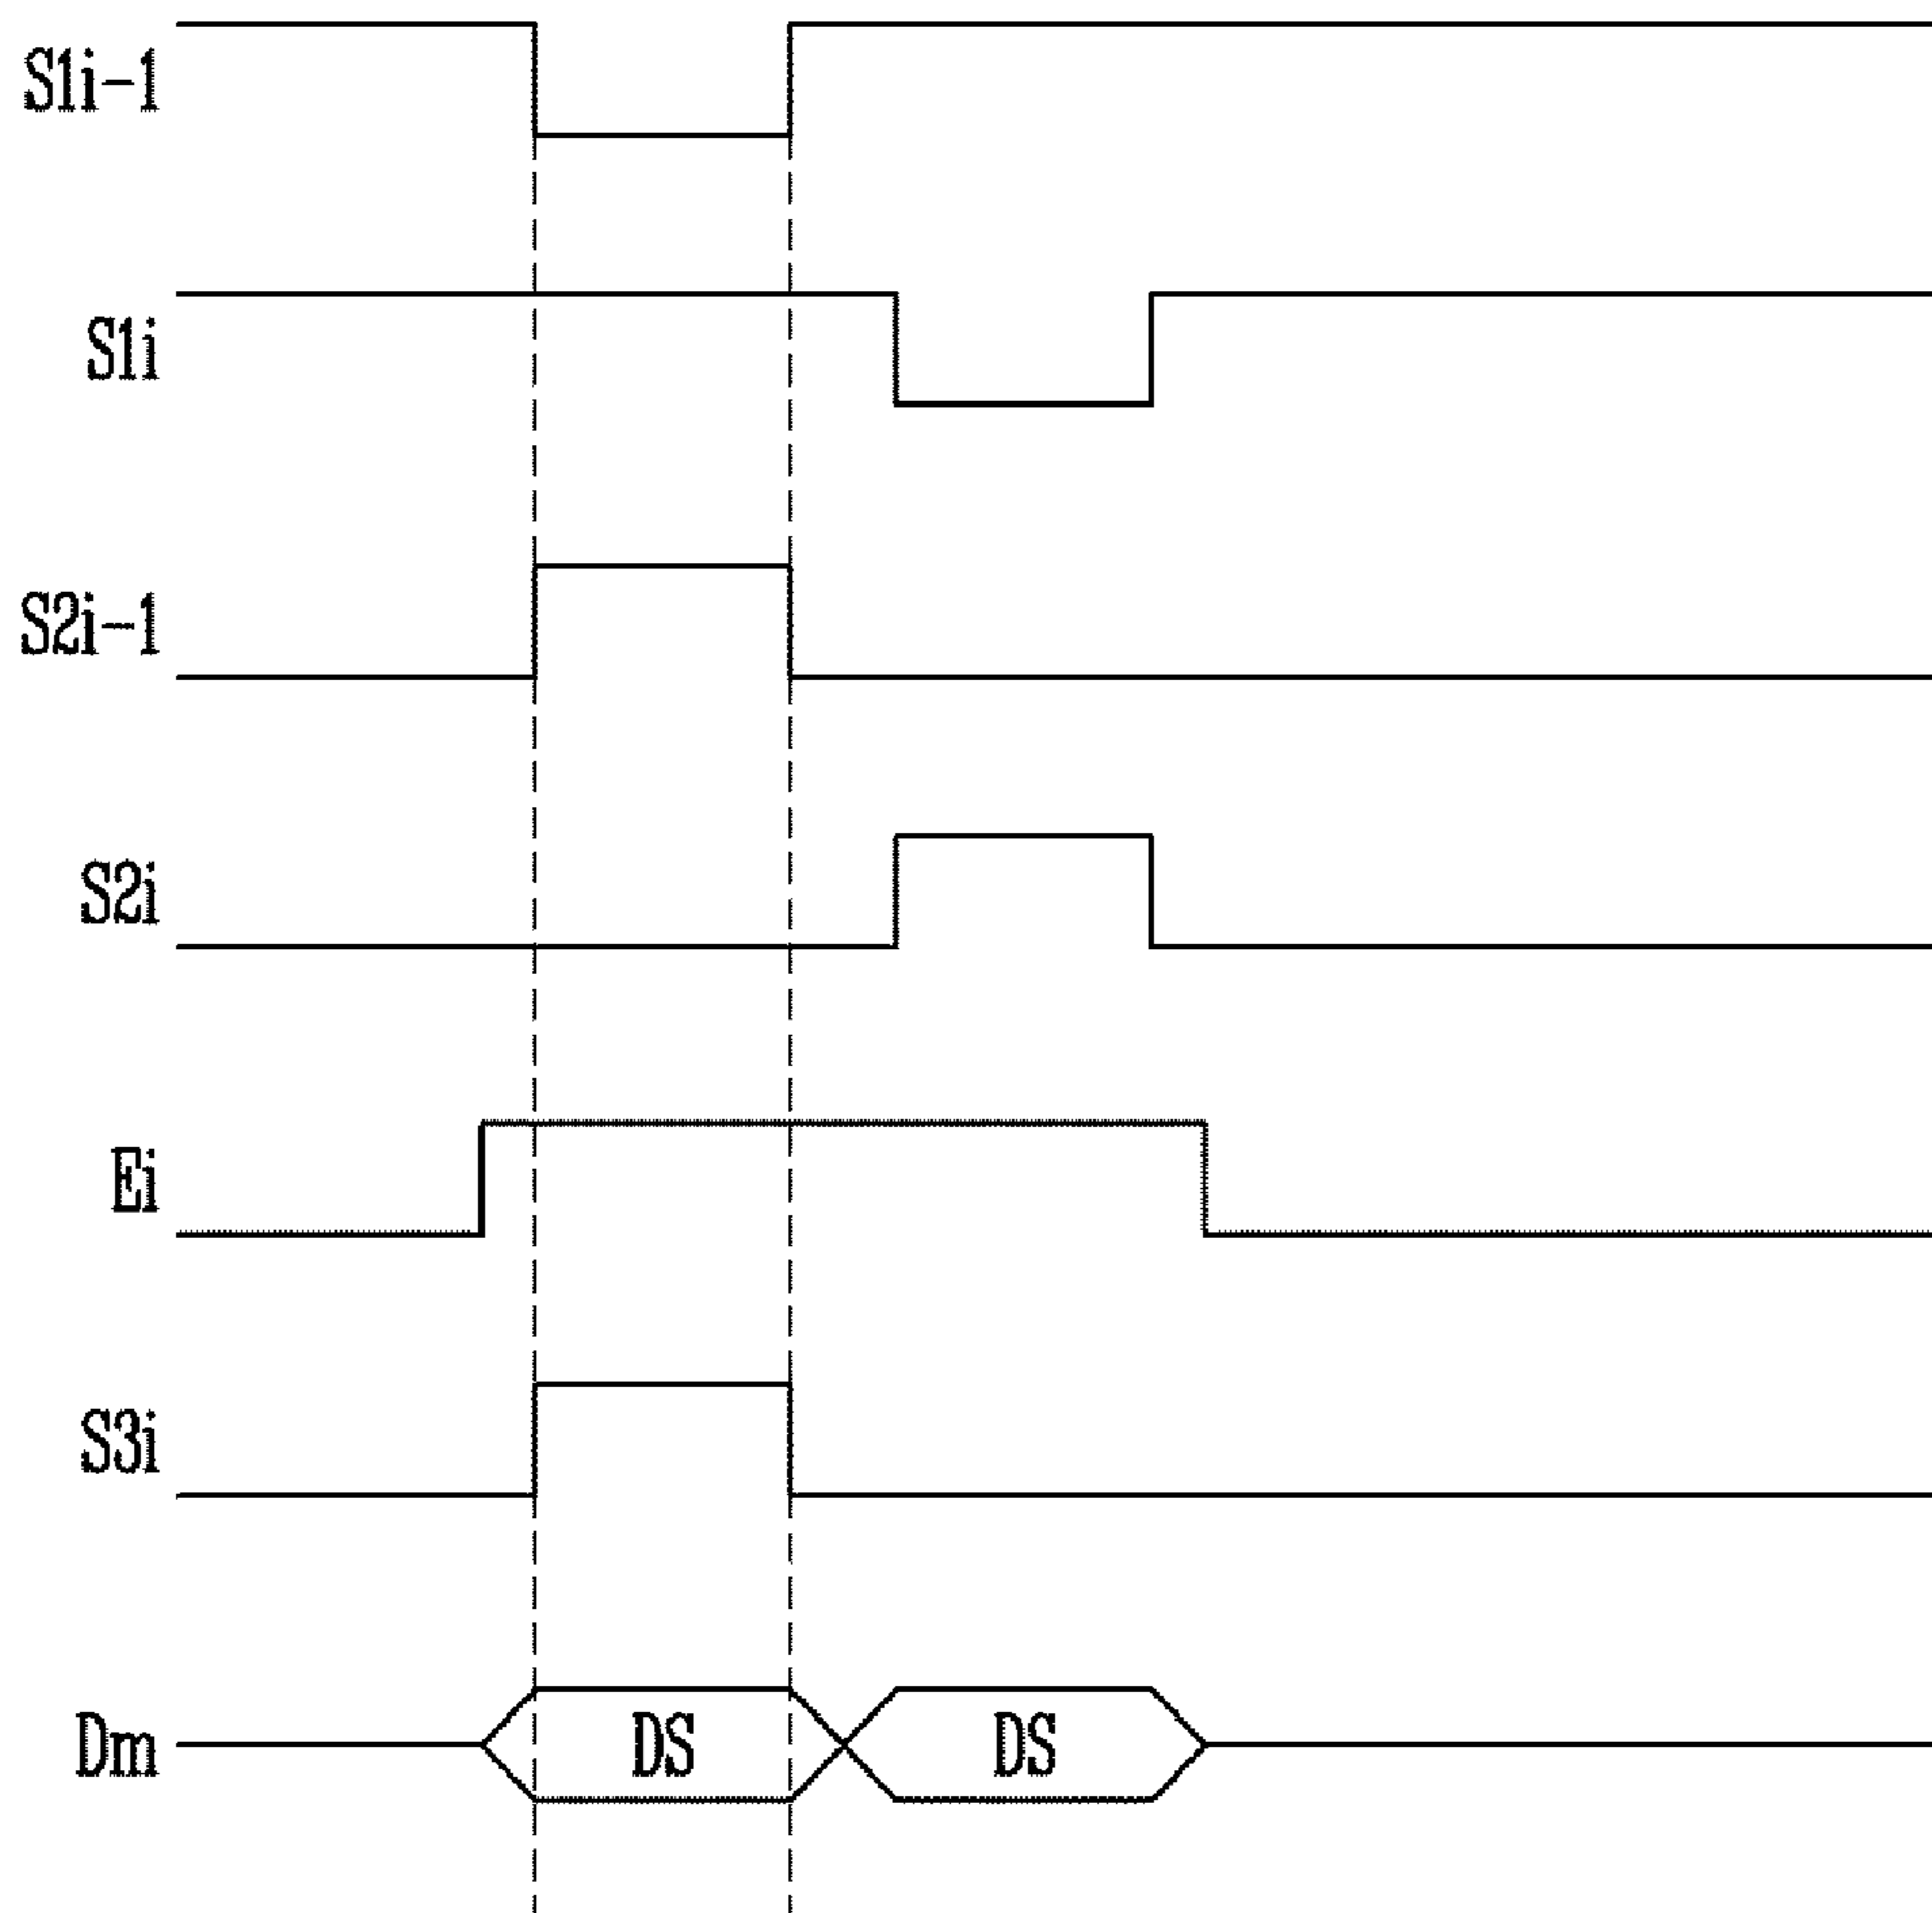 S1i-1
S1i
S2i-1
S2i
Ei
S3i
Dm DS DS